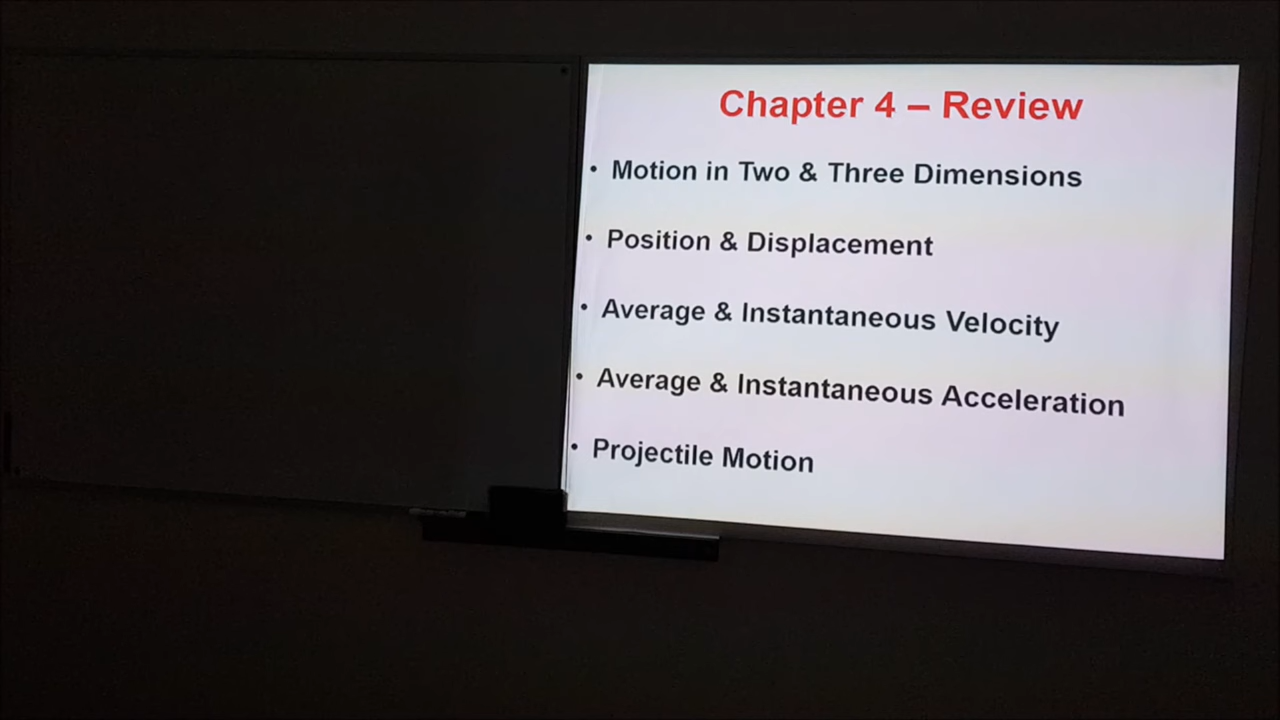 Chapter 4 – Review
• Motion in Two & Three Dimensions
• Position & Displacement
• Average & Instantaneous Velocity
• Average & Instantaneous Acceleration
• Projectile Motion